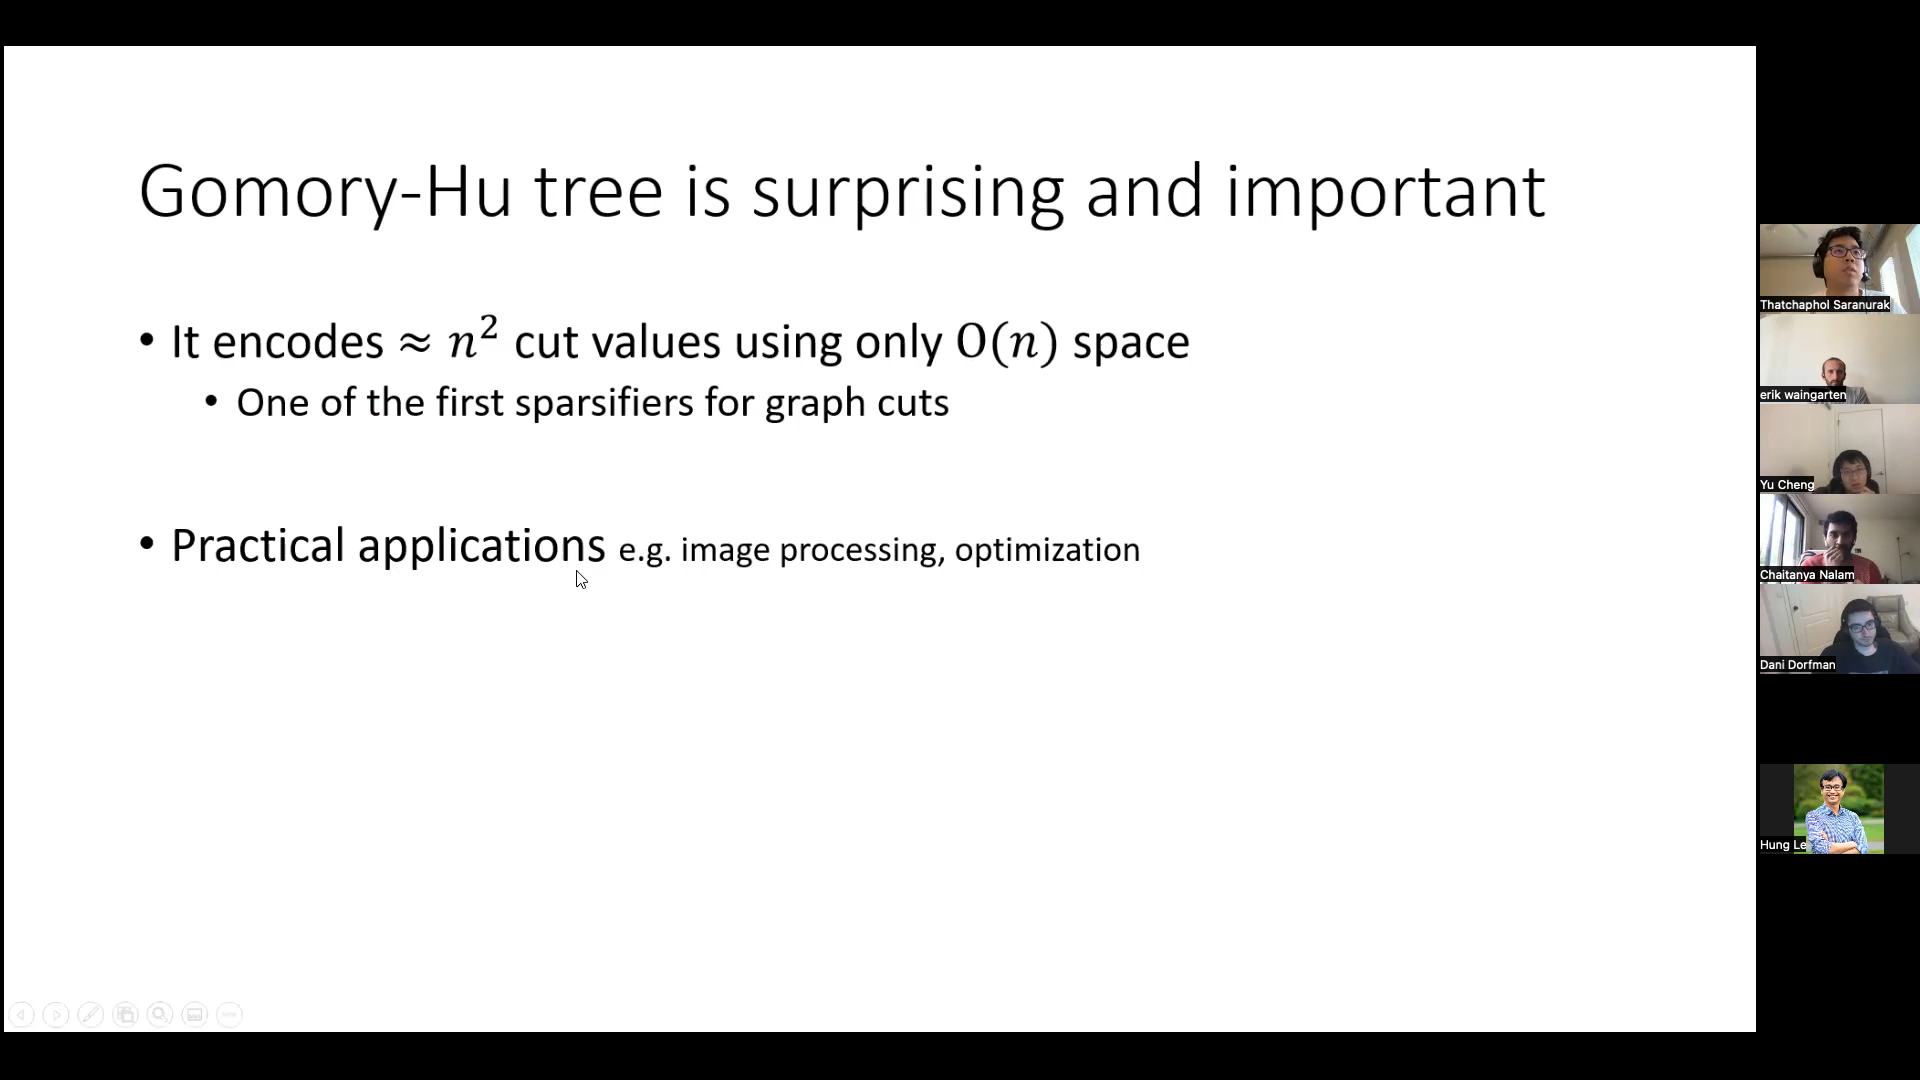 Gomory-Hu tree is surprising and important
• It encodes ≈ n² cut values using only O(n) space
• One of the first sparsifiers for graph cuts
• Practical applications e.g. image processing, optimization
Thatchaphol Saranurak
erik waingarten
Yu Cheng
Chaitanya Nalam
Dani Dorfman
Hung Le